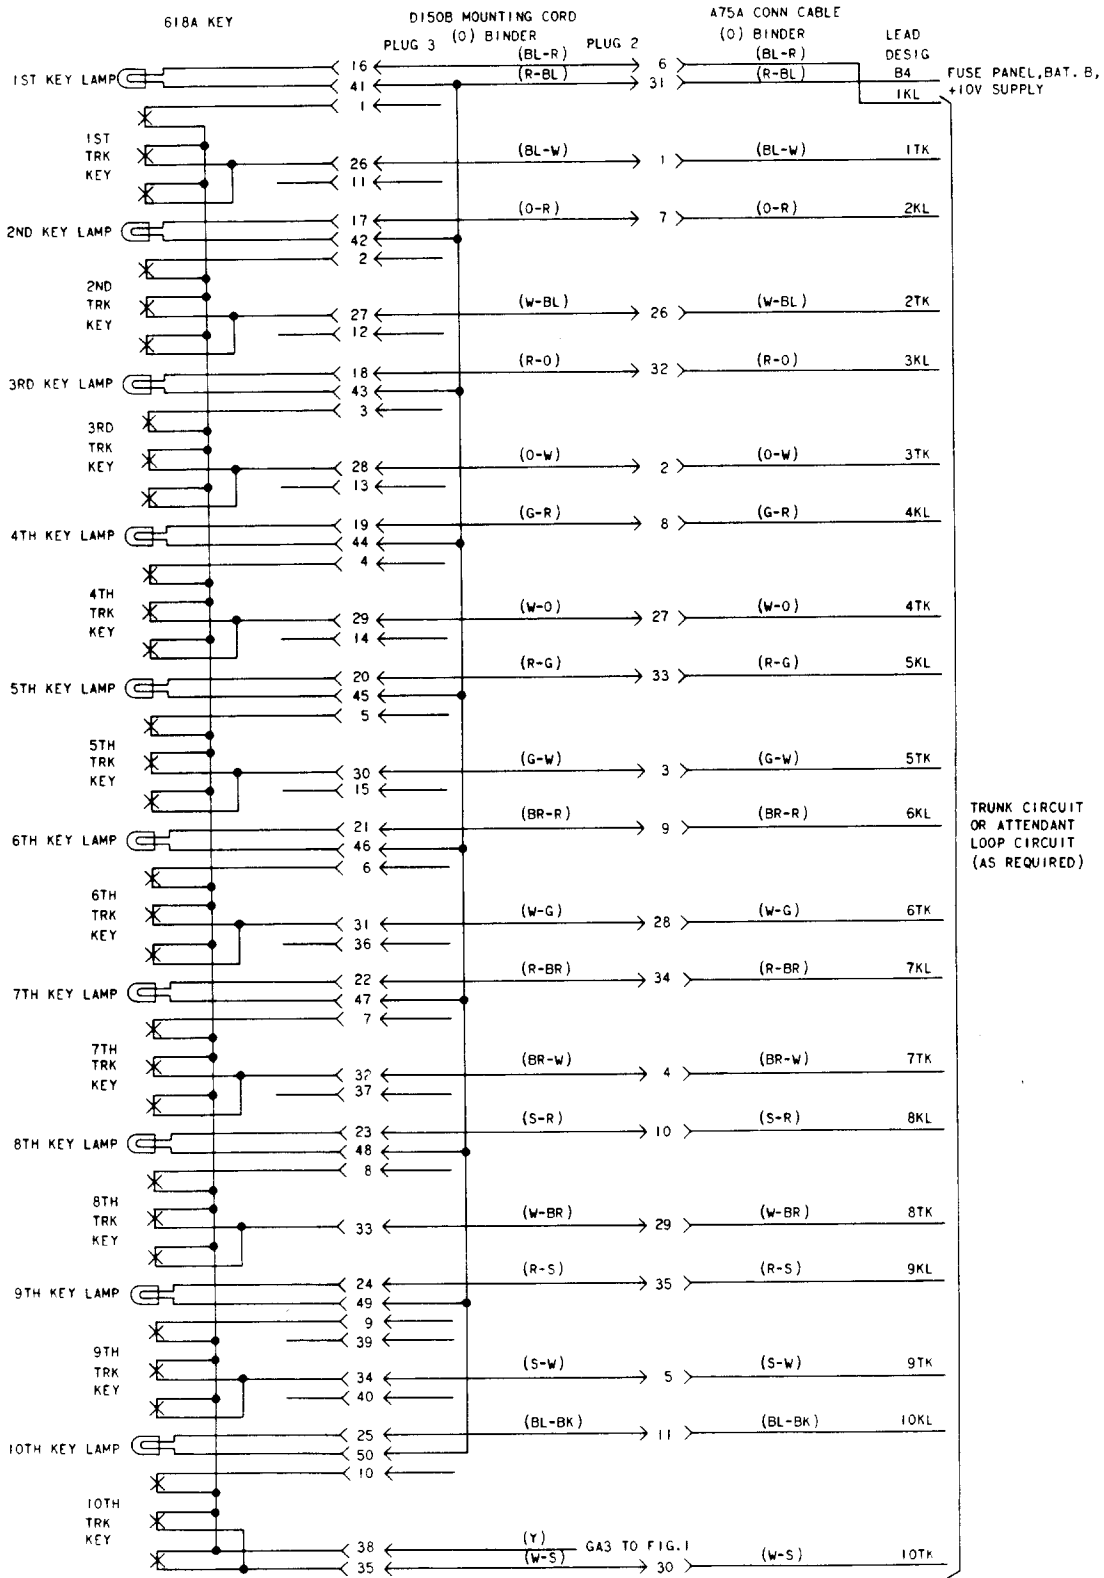 618A KEY
D150B MOUNTING CORD
(O) BINDER
PLUG 3
PLUG 2
A75A CONN CABLE
(O) BINDER
LEAD
DESIG
1ST KEY LAMP
16 (BL-R) 6 (BL-R)
41 (R-BL) 31 (R-BL) B4
FUSE PANEL, BAT. B,
+10V SUPPLY
1KL
1
1ST
TRK
KEY
26 (BL-W) 1 (BL-W) 1TK
11
2ND KEY LAMP
17 (O-R) 7 (O-R) 2KL
42
2
2ND
TRK
KEY
27 (W-BL) 26 (W-BL) 2TK
12
3RD KEY LAMP
18 (R-O) 32 (R-O) 3KL
43
3
3RD
TRK
KEY
28 (O-W) 2 (O-W) 3TK
13
4TH KEY LAMP
19 (G-R) 8 (G-R) 4KL
44
4
4TH
TRK
KEY
29 (W-O) 27 (W-O) 4TK
14
5TH KEY LAMP
20 (R-G) 33 (R-G) 5KL
45
5
5TH
TRK
KEY
30 (G-W) 3 (G-W) 5TK
15
6TH KEY LAMP
21 (BR-R) 9 (BR-R) 6KL
46
6
TRUNK CIRCUIT
OR ATTENDANT
LOOP CIRCUIT
(AS REQUIRED)
6TH
TRK
KEY
31 (W-G) 28 (W-G) 6TK
36
7TH KEY LAMP
22 (R-BR) 34 (R-BR) 7KL
47
7
7TH
TRK
KEY
32 (BR-W) 4 (BR-W) 7TK
37
8TH KEY LAMP
23 (S-R) 10 (S-R) 8KL
48
8
8TH
TRK
KEY
33 (W-BR) 29 (W-BR) 8TK
9TH KEY LAMP
24 (R-S) 35 (R-S) 9KL
49
9
39
9TH
TRK
KEY
34 (S-W) 5 (S-W) 9TK
40
10TH KEY LAMP
25 (BL-BK) 11 (BL-BK) 10KL
50
10
10TH
TRK
KEY
38 (Y) GA3 TO FIG.1
35 (W-S) 30 (W-S) 10TK